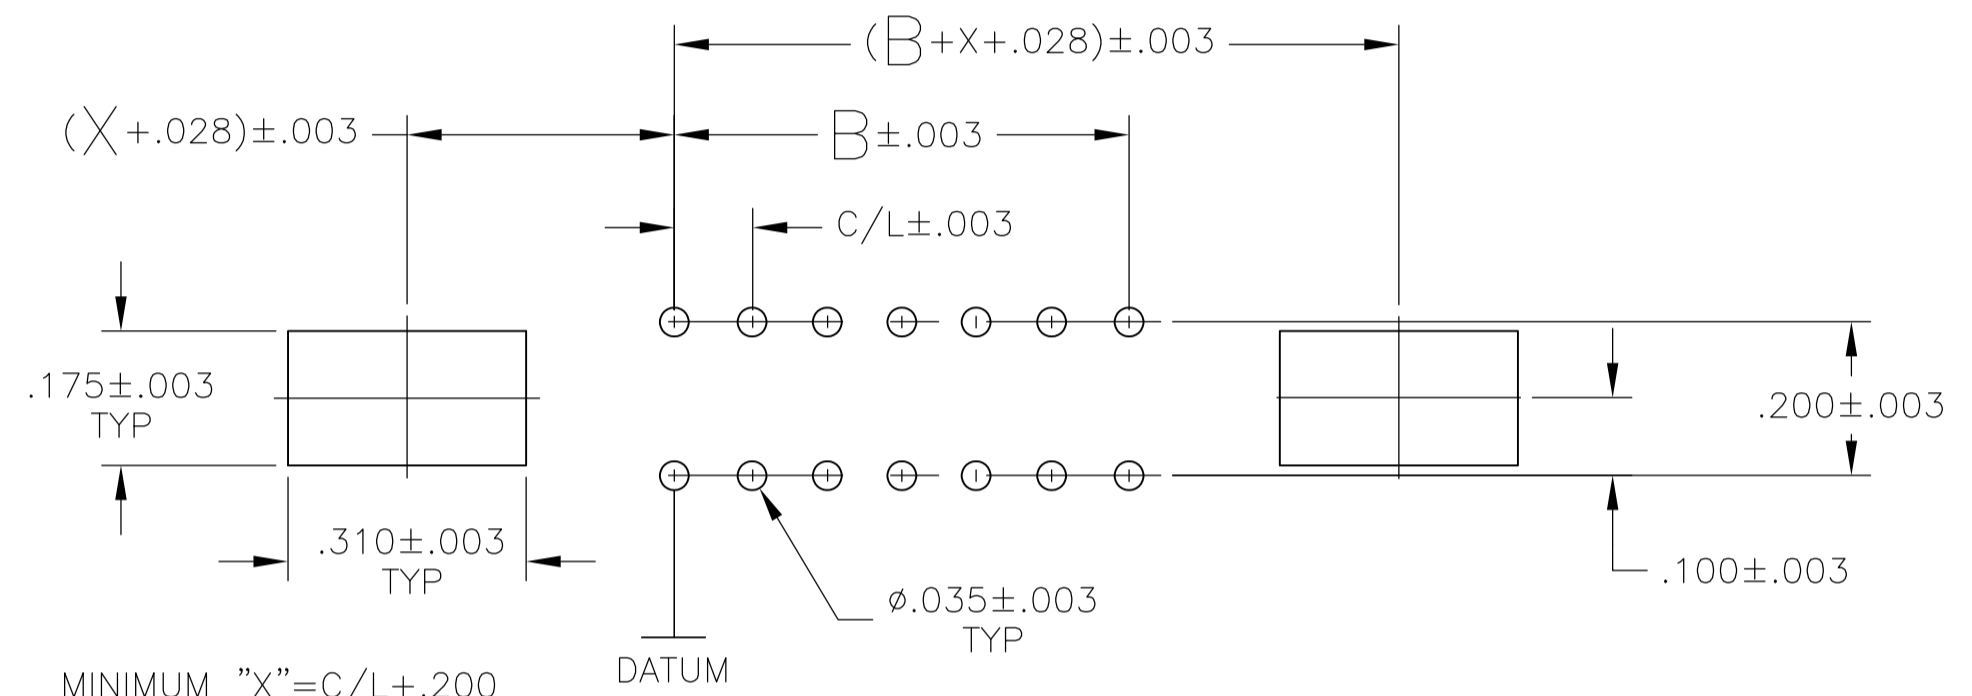 (B+X+.028)±.003
(X+.028)±.003
B±.003
C/L±.003
.175±.003
TYP
.200±.003
.310±.003
TYP
.100±.003
ø.035±.003
TYP
DATUM
MINIMUM "X"=C/L+.200